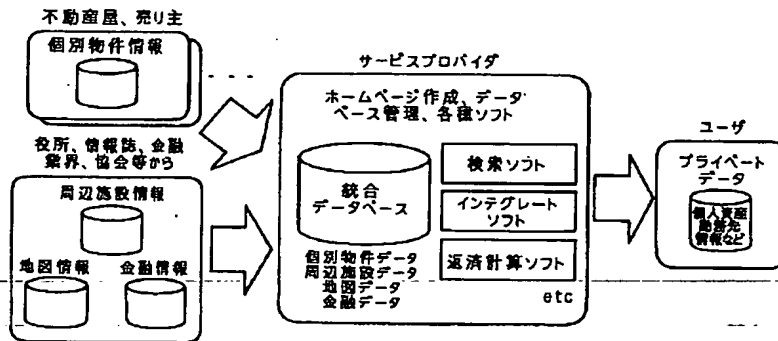 不動産屋、売り主
個別物件情報
役所、情報誌、金融
業界、協会等から
周辺施設情報
地図情報
金融情報
サービスプロバイダ
ホームページ作成、データ
ベース管理、各種ソフト
統合
データベース
個別物件データ
周辺施設データ
地図データ
金融データ
検索ソフト
インテグレート
ソフト
返済計算ソフト
etc
ユーザ
プライベート
データ
個人資産
勤務先
情報など